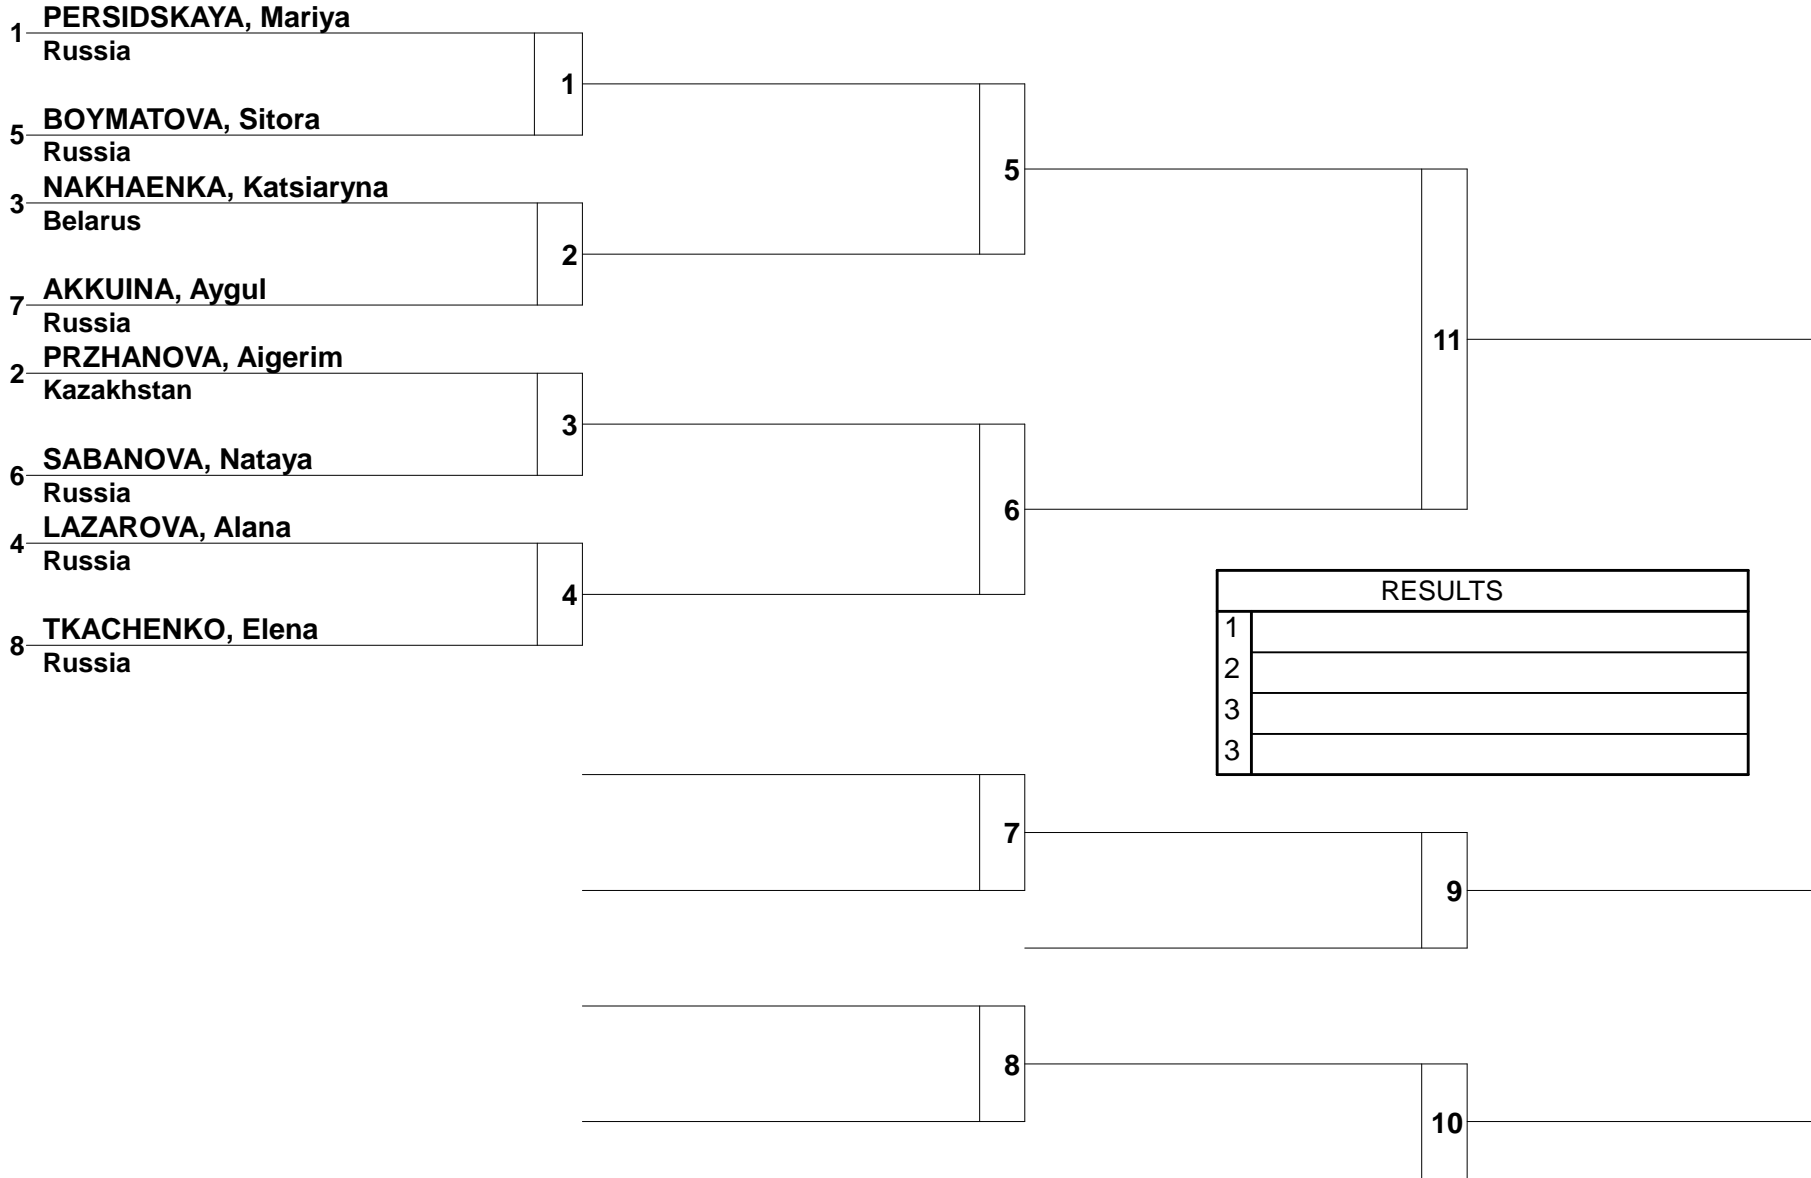 1 PERSIDSKAYA, Mariya
Russia
1
5 BOYMATOVA, Sitora
Russia
3 NAKHAENKA, Katsiaryna
Belarus
2
7 AKKUINA, Aygul
Russia
5
2 PRZHANOVA, Aigerim
Kazakhstan
3
6 SABANOVA, Nataya
Russia
4 LAZAROVA, Alana
Russia
4
8 TKACHENKO, Elena
Russia
6
11
RESULTS
1
2
3
3
7
9
8
10